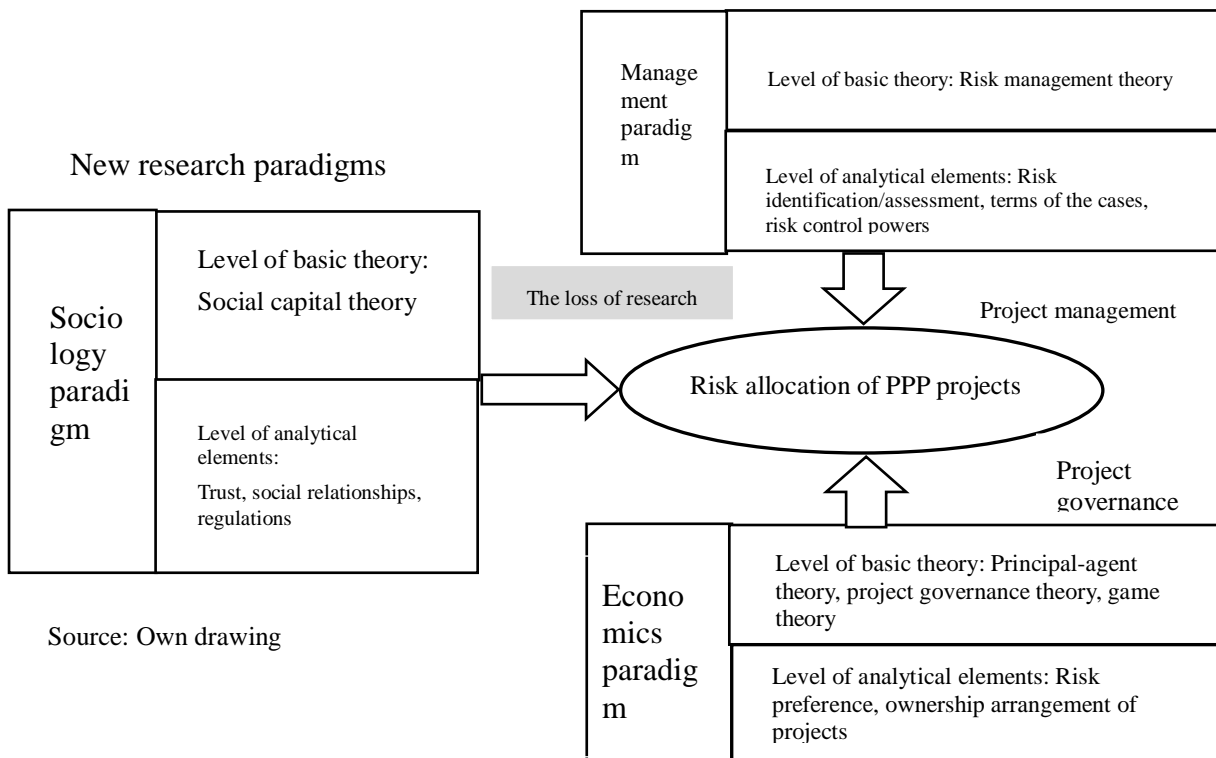 Manage
ment
paradig
m
Level of basic theory: Risk management theory
Level of analytical elements: Risk
identification/assessment, terms of the cases,
risk control powers
New research paradigms
Socio
logy
paradi
gm
Level of basic theory:
Social capital theory
Level of analytical
elements:
Trust, social relationships,
regulations
The loss of research
Project management
Risk allocation of PPP projects
Project
governance
Econo
mics
paradig
m
Level of basic theory: Principal-agent
theory, project governance theory, game
theory
Level of analytical elements: Risk
preference, ownership arrangement of
projects
Source: Own drawing